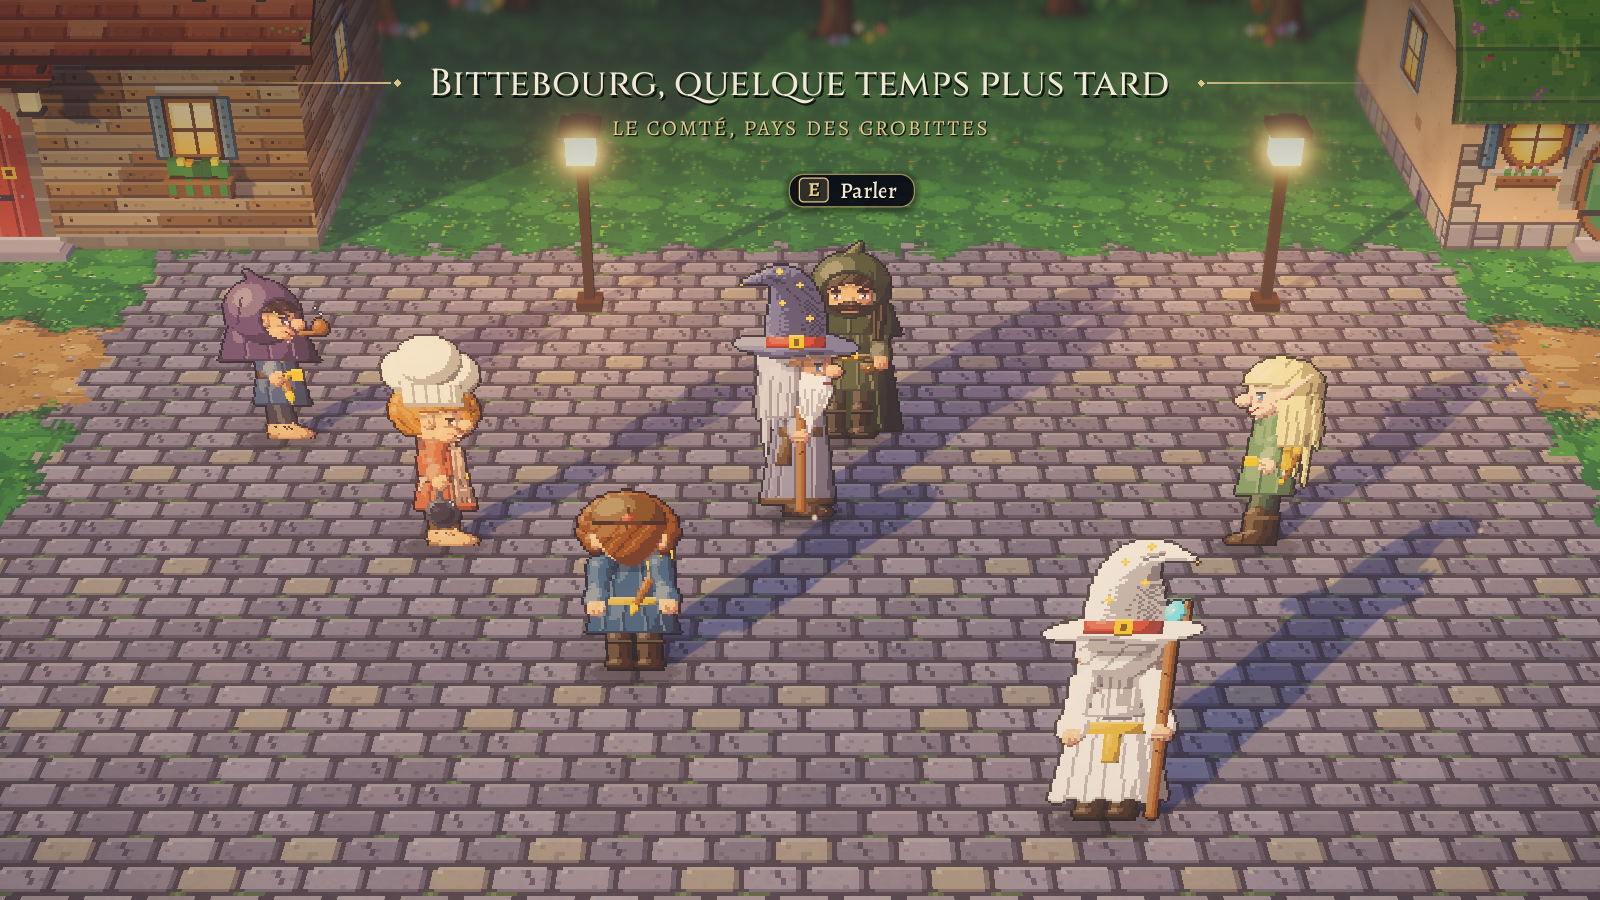 Bittebourg, quelque temps plus tard
Le Comté, Pays des Grobittes
E Parler